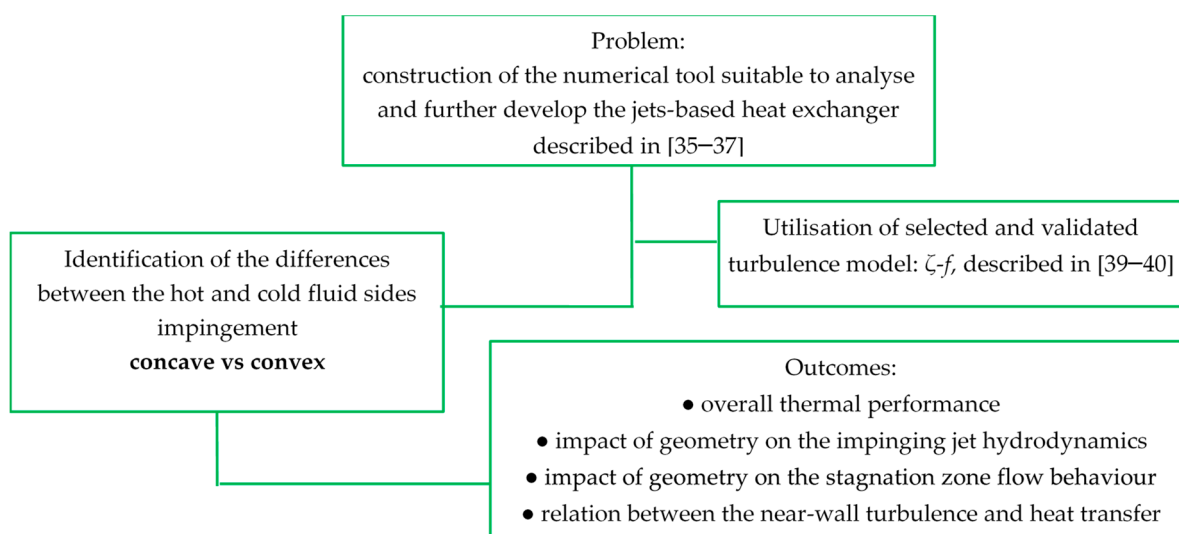 Problem:
construction of the numerical tool suitable to analyse
and further develop the jets-based heat exchanger
described in [35–37]
Utilisation of selected and validated
turbulence model: ζ-f, described in [39–40]
Identification of the differences
between the hot and cold fluid sides
impingement
concave vs convex
Outcomes:
● overall thermal performance
● impact of geometry on the impinging jet hydrodynamics
● impact of geometry on the stagnation zone flow behaviour
● relation between the near-wall turbulence and heat transfer